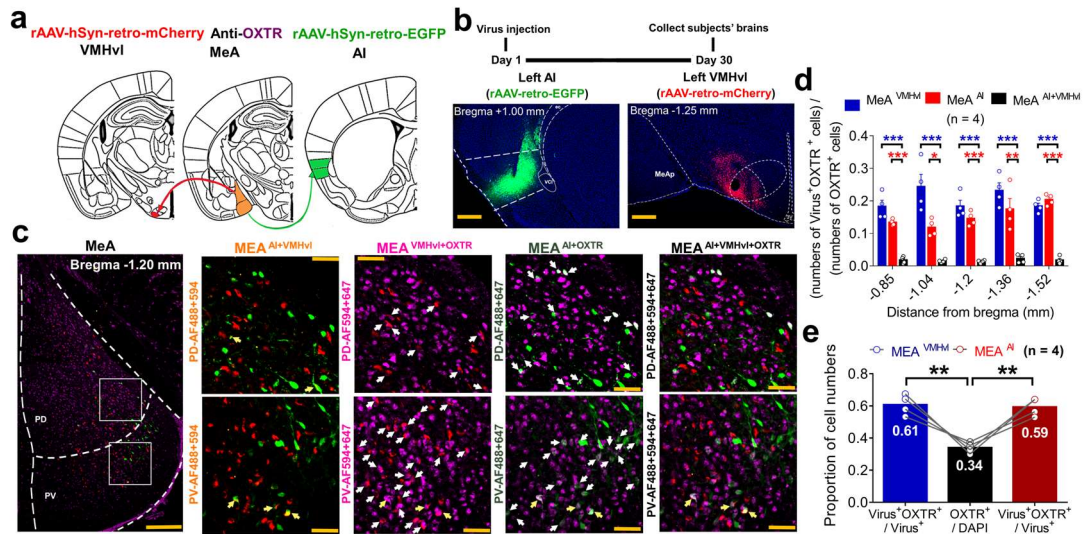 a
rAAV-hSyn-retro-mCherry
VMHvl
Anti-OXTR
MeA
rAAV-hSyn-retro-EGFP
AI
b
Virus injection
Collect subjects' brains
Day 1
Day 30
Left AI
(rAAV-retro-EGFP)
Left VMHvl
(rAAV-retro-mCherry)
Bregma +1.00 mm
Bregma -1.25 mm
MeAp
c
MeA
Bregma -1.20 mm
PD
PV
MEA AI+VMHvl
MEA VMHvl+OXTR
MEA AI+OXTR
MEA AI+VMHvl+OXTR
PD-AF488+594
PD-AF594+647
PD-AF488+647
PD-AF488+594+647
PV-AF488+594
PV-AF594+647
PV-AF488+647
PV-AF488+594+647
d
MeA VMHvl
MeA AI
MeA AI+VMHvl
(n = 4)
(numbers of Virus+OXTR+ cells) /
(numbers of OXTR+ cells)
0.4
0.3
0.2
0.1
0.0
***
***
***
***
***
***
*
***
**
***
-0.85
-1.04
-1.2
-1.36
-1.52
Distance from bregma (mm)
e
MEA VMHvl
MEA AI
(n = 4)
Proportion of cell numbers
0.8
0.6
0.4
0.2
0.0
**
**
0.61
0.34
0.59
Virus+OXTR+
/ Virus+
OXTR+
/ DAPI
Virus+OXTR+
/ Virus+